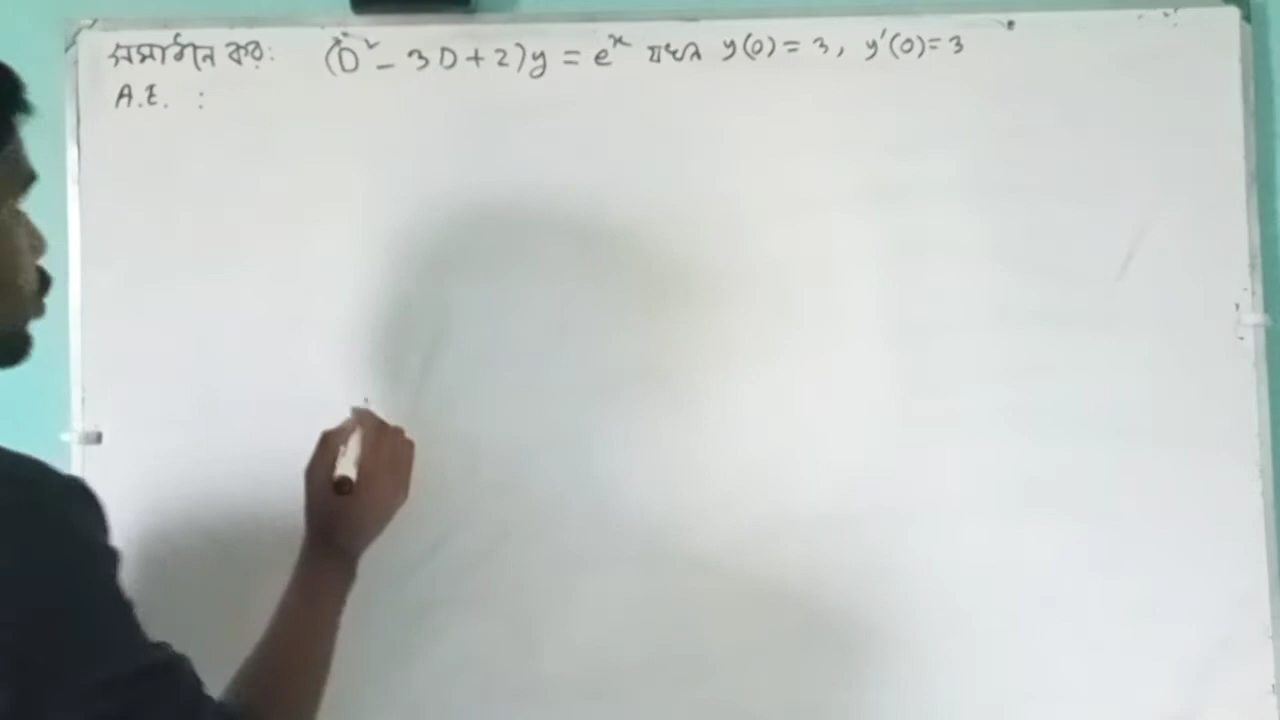 সমাধান কর: (D² - 3D + 2)y = eˣ যখন y(0) = 3, y′(0) = 3
A.E. :